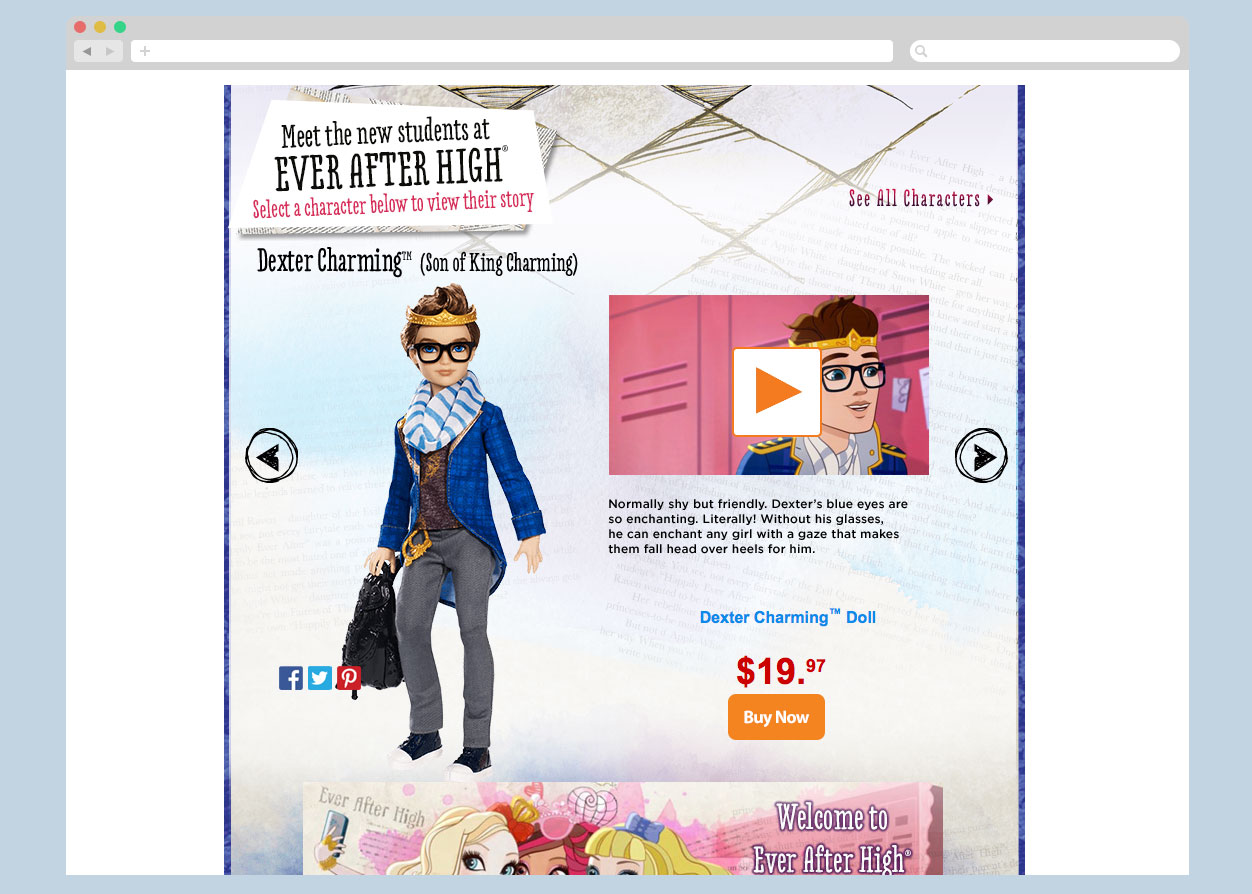 Meet the new students at
EVER AFTER HIGH®
Select a character below to view their story
See All Characters
Dexter Charming™ (Son of King Charming)
Normally shy but friendly. Dexter's blue eyes are
so enchanting. Literally! Without his glasses,
he can enchant any girl with a gaze that makes
them fall head over heels for him.
Dexter Charming™ Doll
$19.97
Buy Now
Ever After High
Welcome to
Ever After High®